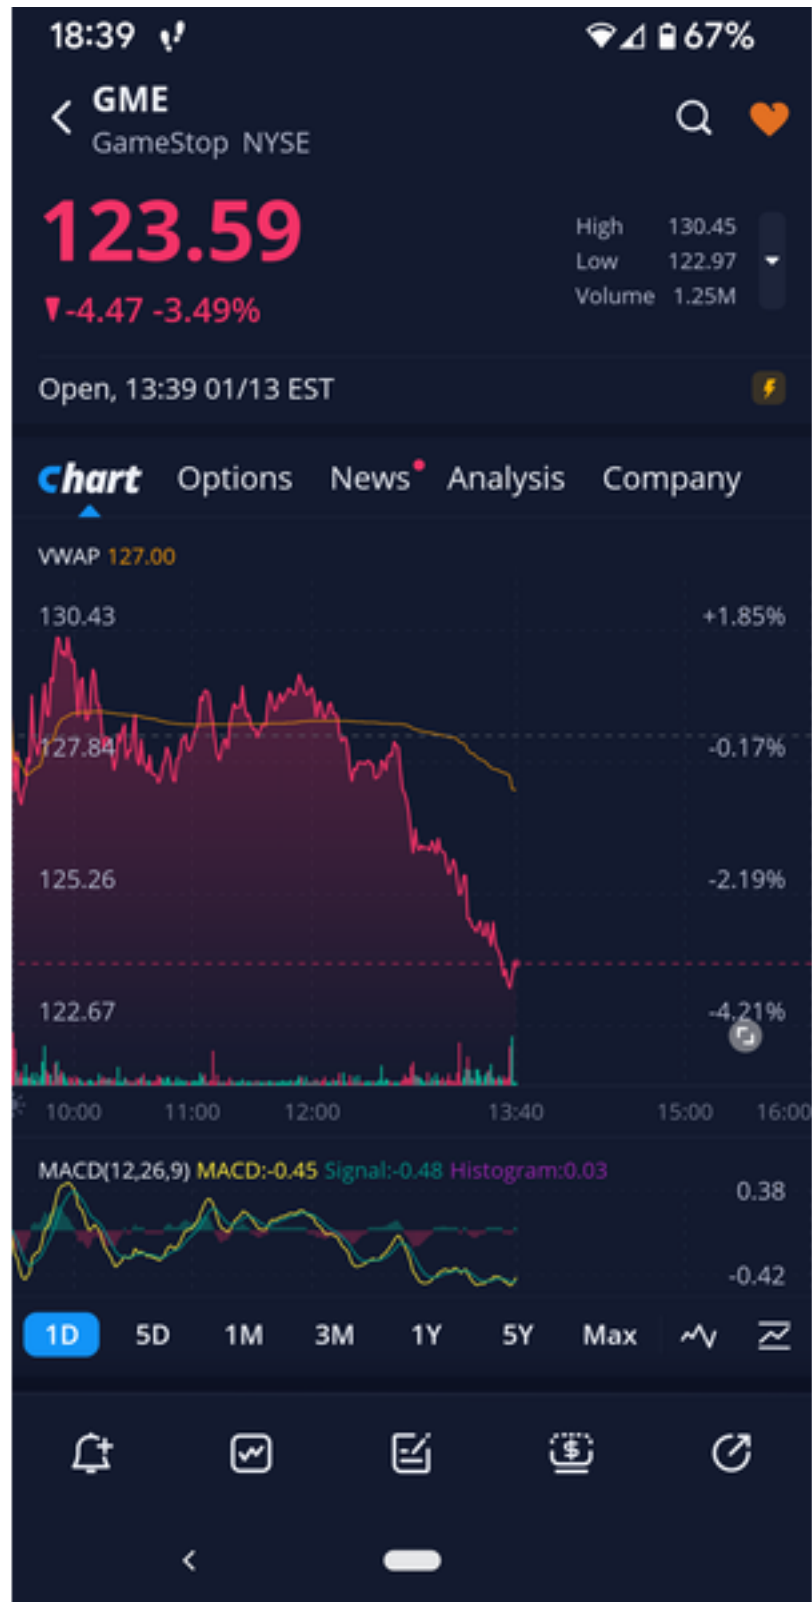 18:39 67%
GME
GameStop NYSE
123.59
-4.47 -3.49%
High 130.45
Low 122.97
Volume 1.25M
Open, 13:39 01/13 EST
Chart Options News Analysis Company
VWAP 127.00
130.43 +1.85%
127.84 -0.17%
125.26 -2.19%
122.67 -4.21%
10:00 11:00 12:00 13:40 15:00 16:00
MACD(12,26,9) MACD:-0.45 Signal:-0.48 Histogram:0.03
0.38
-0.42
1D 5D 1M 3M 1Y 5Y Max